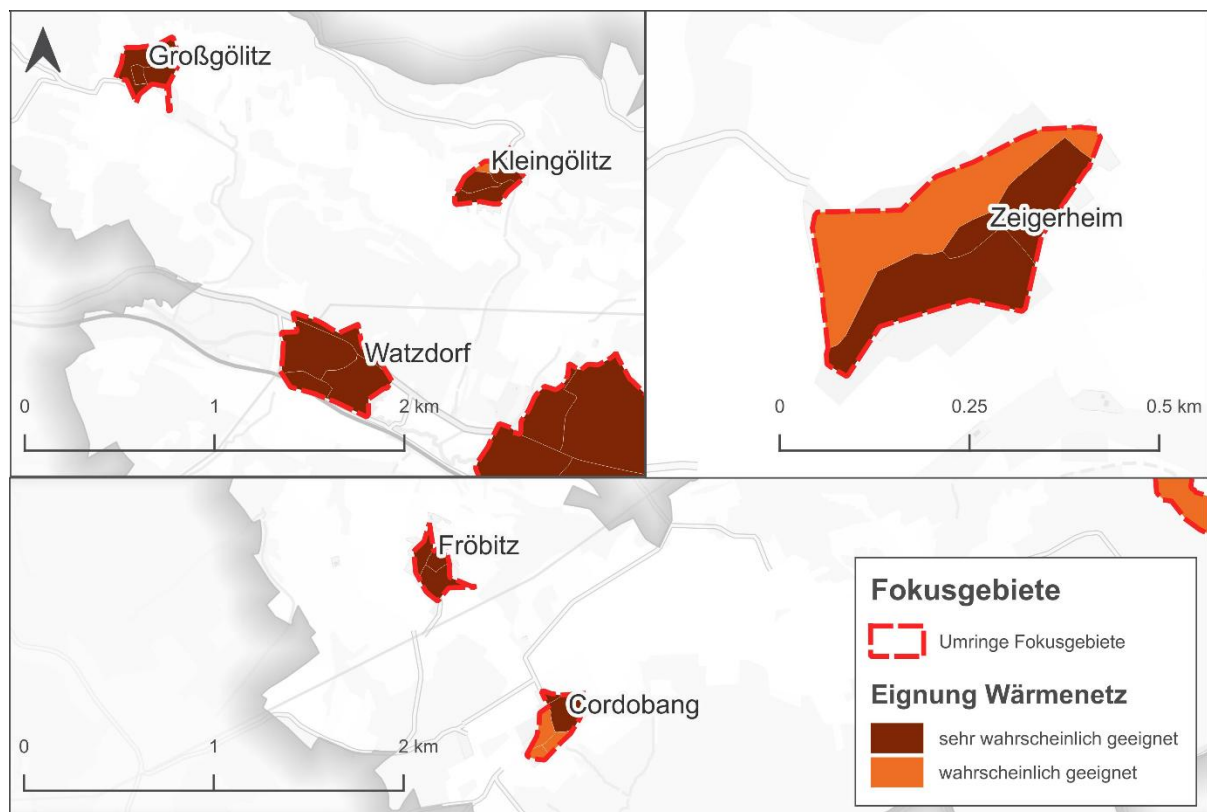 Großgölitz
Kleingölitz
Watzdorf
0 1 2 km
Zeigerheim
0 0.25 0.5 km
Fröbitz
Cordobang
0 1 2 km
Fokusgebiete
Umringe Fokusgebiete
Eignung Wärmenetz
sehr wahrscheinlich geeignet
wahrscheinlich geeignet